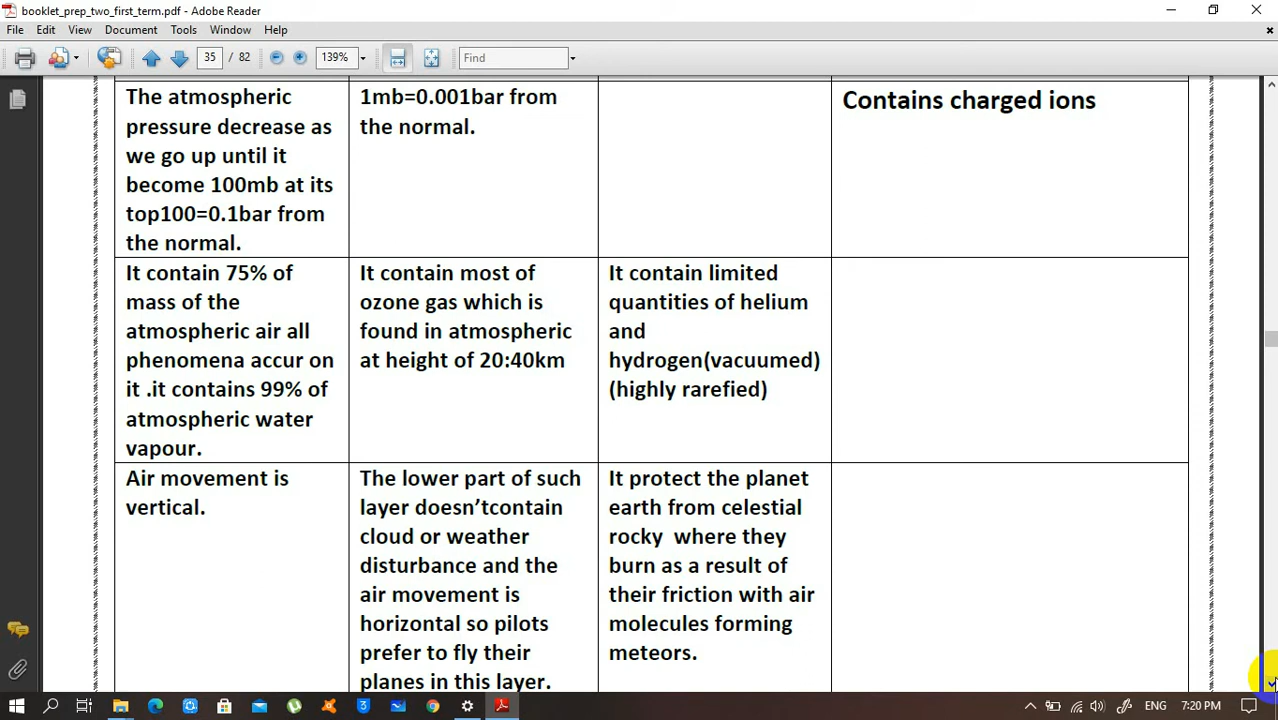 booklet_prep_two_first_term.pdf - Adobe Reader
File Edit View Document Tools Window Help
35 / 82 139% Find
The atmospheric
pressure decrease as
we go up until it
become 100mb at its
top100=0.1bar from
the normal.
1mb=0.001bar from
the normal.
Contains charged ions
It contain 75% of
mass of the
atmospheric air all
phenomena accur on
it .it contains 99% of
atmospheric water
vapour.
It contain most of
ozone gas which is
found in atmospheric
at height of 20:40km
It contain limited
quantities of helium
and
hydrogen(vacuumed)
(highly rarefied)
Air movement is
vertical.
The lower part of such
layer doesn’tcontain
cloud or weather
disturbance and the
air movement is
horizontal so pilots
prefer to fly their
planes in this layer.
It protect the planet
earth from celestial
rocky  where they
burn as a result of
their friction with air
molecules forming
meteors.
ENG 7:20 PM